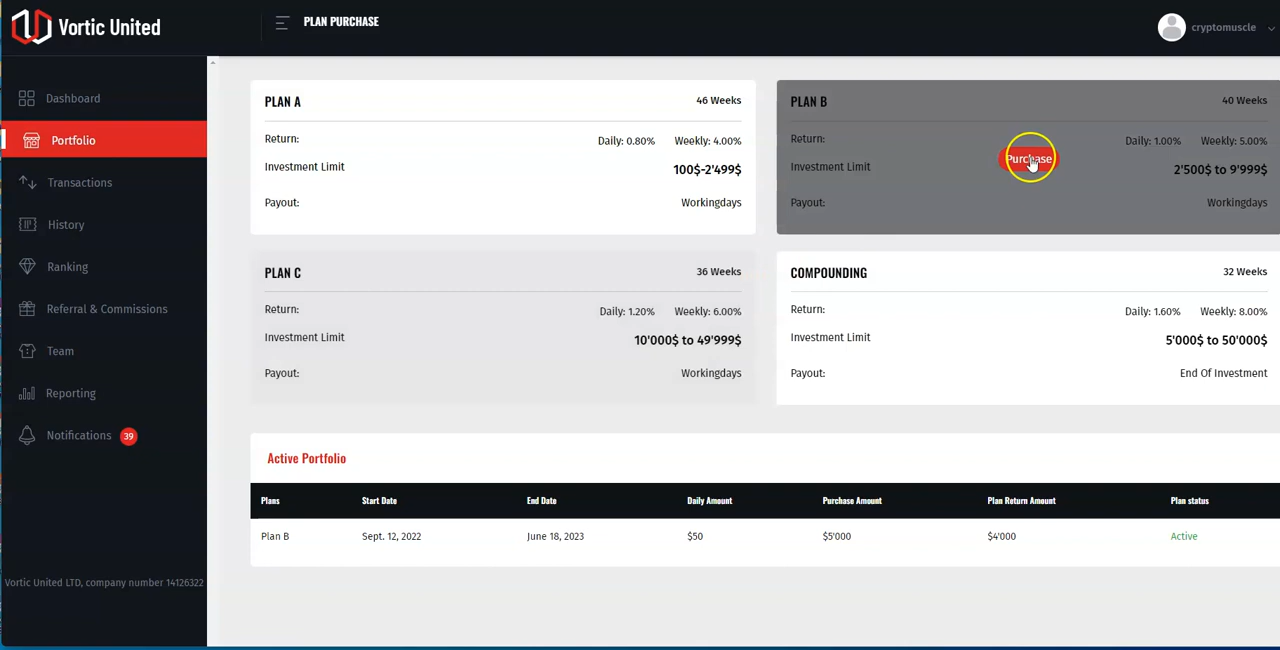 Vortic United
PLAN PURCHASE
cryptomuscle
Dashboard
Portfolio
Transactions
History
Ranking
Referral & Commissions
Team
Reporting
Notifications 39
Vortic United LTD, company number 14126322
PLAN A 46 Weeks
Return: Daily: 0.80% Weekly: 4.00%
Investment Limit 100$-2'499$
Payout: Workingdays
PLAN B 40 Weeks
Return: Daily: 1.00% Weekly: 5.00%
Purchase
Investment Limit 2'500$ to 9'999$
Payout: Workingdays
PLAN C 36 Weeks
Return: Daily: 1.20% Weekly: 6.00%
Investment Limit 10'000$ to 49'999$
Payout: Workingdays
COMPOUNDING 32 Weeks
Return: Daily: 1.60% Weekly: 8.00%
Investment Limit 5'000$ to 50'000$
Payout: End Of Investment
Active Portfolio
Plans Start Date End Date Daily Amount Purchase Amount Plan Return Amount Plan status
Plan B Sept. 12, 2022 June 18, 2023 $50 $5'000 $4'000 Active